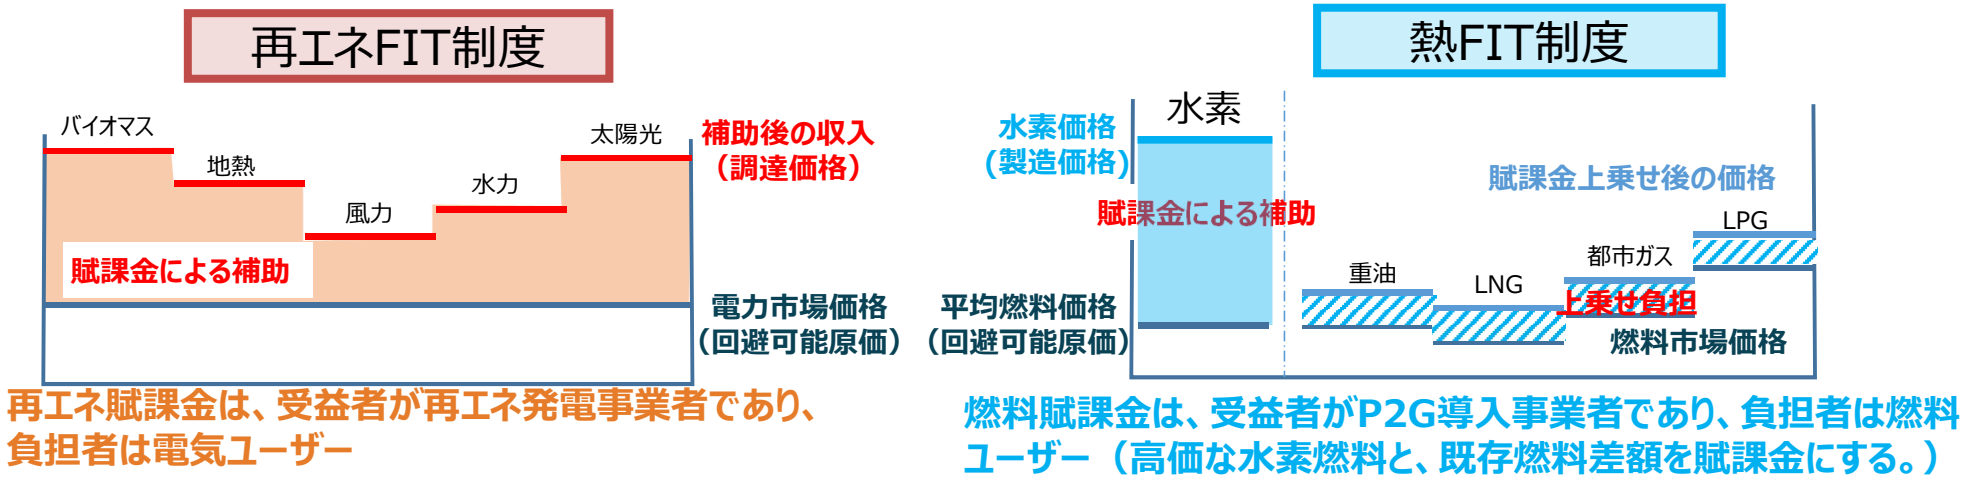 再エネFIT制度
バイオマス
地熱
風力
水力
太陽光
補助後の収入
（調達価格）
賦課金による補助
電力市場価格
（回避可能原価）
再エネ賦課金は、受益者が再エネ発電事業者であり、
負担者は電気ユーザー
熱FIT制度
水素価格
(製造価格)
水素
賦課金による補助
平均燃料価格
（回避可能原価）
賦課金上乗せ後の価格
重油
LNG
都市ガス
LPG
上乗せ負担
燃料市場価格
燃料賦課金は、受益者がP2G導入事業者であり、負担者は燃料
ユーザー（高価な水素燃料と、既存燃料差額を賦課金にする。）